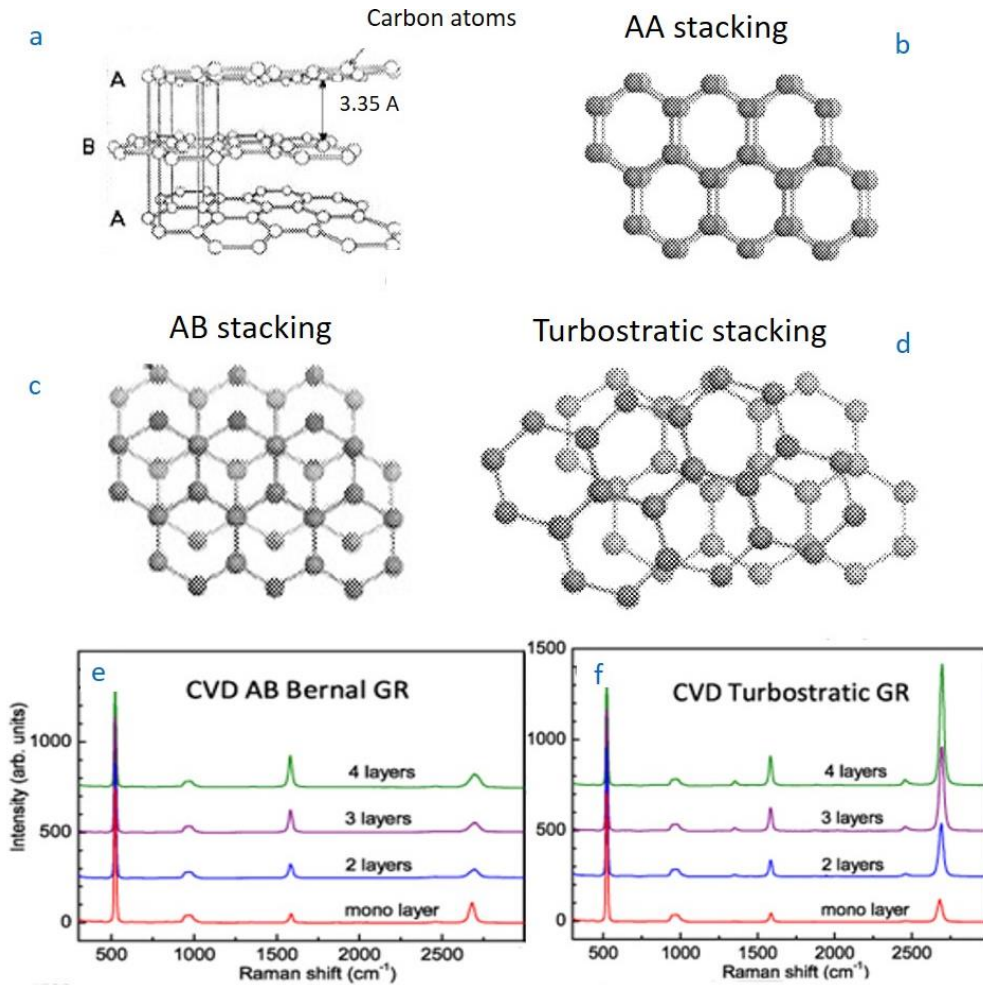 Carbon atoms
a
A
3.35 A
B
A
AA stacking
b
AB stacking
c
Turbostratic stacking
d
e
CVD AB Bernal GR
Intensity (arb. units)
1000
500
0
4 layers
3 layers
2 layers
mono layer
500 1000 1500 2000 2500
Raman shift (cm⁻¹)
f
CVD Turbostratic GR
1500
1000
500
0
4 layers
3 layers
2 layers
mono layer
500 1000 1500 2000 2500
Raman shift (cm⁻¹)